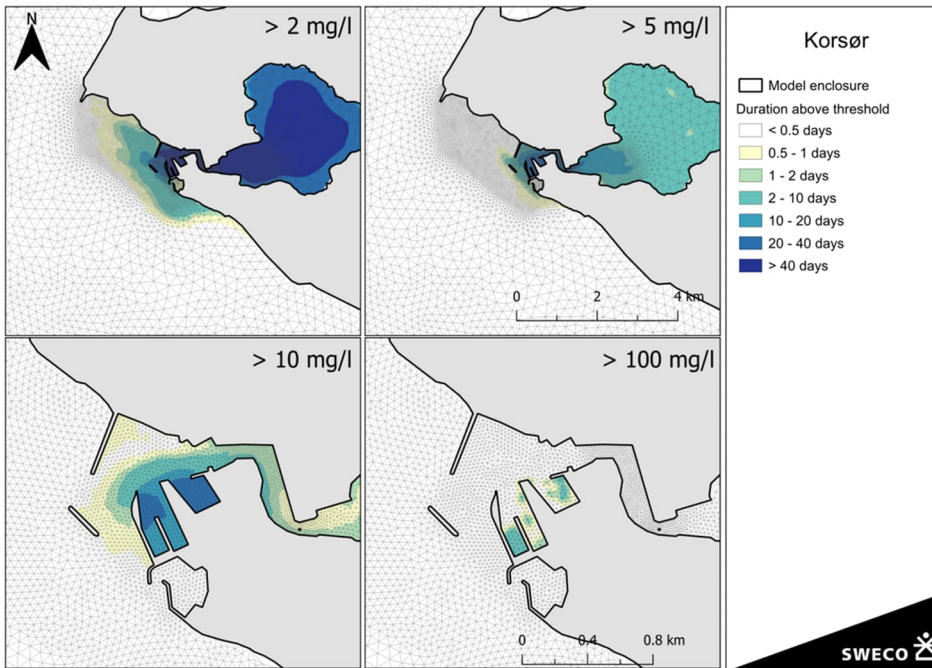 N
> 2 mg/l
> 5 mg/l
0 2 4 km
> 10 mg/l
> 100 mg/l
0 0.4 0.8 km
Korsør
Model enclosure
Duration above threshold
< 0.5 days
0.5 - 1 days
1 - 2 days
2 - 10 days
10 - 20 days
20 - 40 days
> 40 days
SWECO